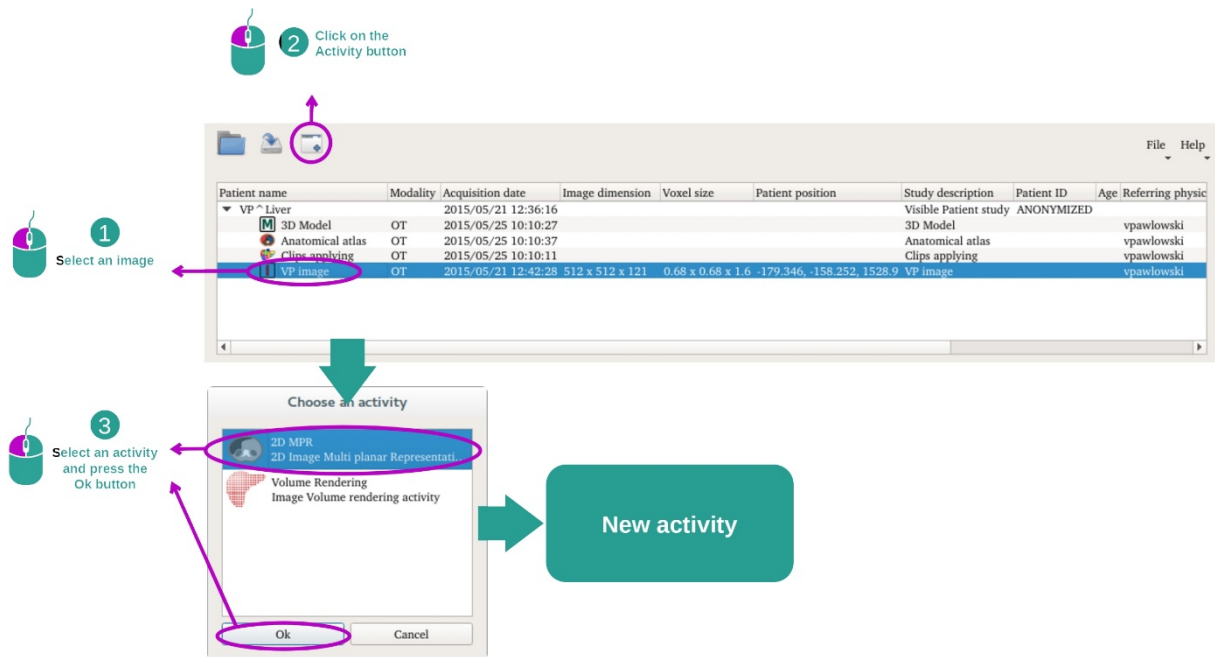 2
Click on the
Activity button
File Help
Patient name Modality Acquisition date Image dimension Voxel size Patient position Study description Patient ID Age Referring physic
VP^Liver 2015/05/21 12:36:16 Visible Patient study ANONYMIZED
M 3D Model OT 2015/05/25 10:10:27 3D Model vpawlowski
Anatomical atlas OT 2015/05/25 10:10:37 Anatomical atlas vpawlowski
Clips applying OT 2015/05/25 10:10:11 Clips applying vpawlowski
VP image OT 2015/05/21 12:42:28 512 x 512 x 121 0.68 x 0.68 x 1.6 -179.346, -158.252, 1528.9 VP image vpawlowski
1
Select an image
Choose an activity
2D MPR
2D Image Multi planar Representati...
Volume Rendering
Image Volume rendering activity
Ok Cancel
3
Select an activity
and press the
Ok button
New activity